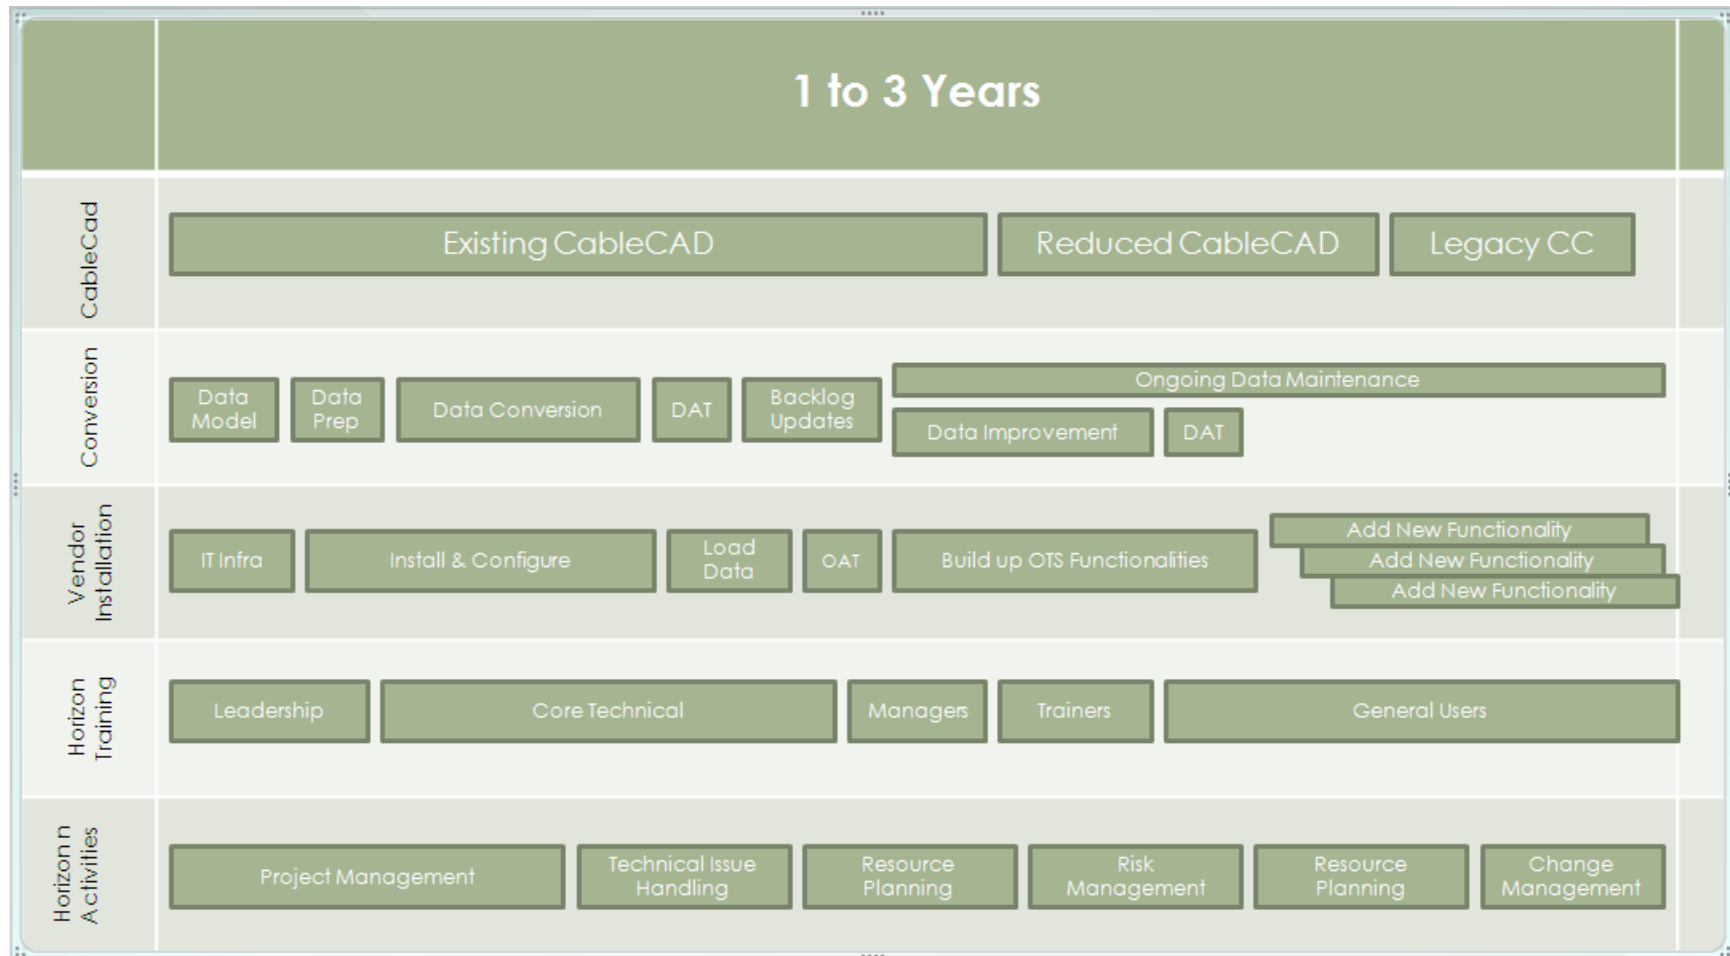 1 to 3 Years
CableCad
Existing CableCAD
Reduced CableCAD
Legacy CC
Conversion
Data
Model
Data
Prep
Data Conversion
DAT
Backlog
Updates
Ongoing Data Maintenance
Data Improvement
DAT
Vendor
Installation
IT Infra
Install & Configure
Load
Data
OAT
Build up OTS Functionalities
Add New Functionality
Add New Functionality
Add New Functionality
Horizon
Training
Leadership
Core Technical
Managers
Trainers
General Users
Horizon n
Activities
Project Management
Technical Issue
Handling
Resource
Planning
Risk
Management
Resource
Planning
Change
Management